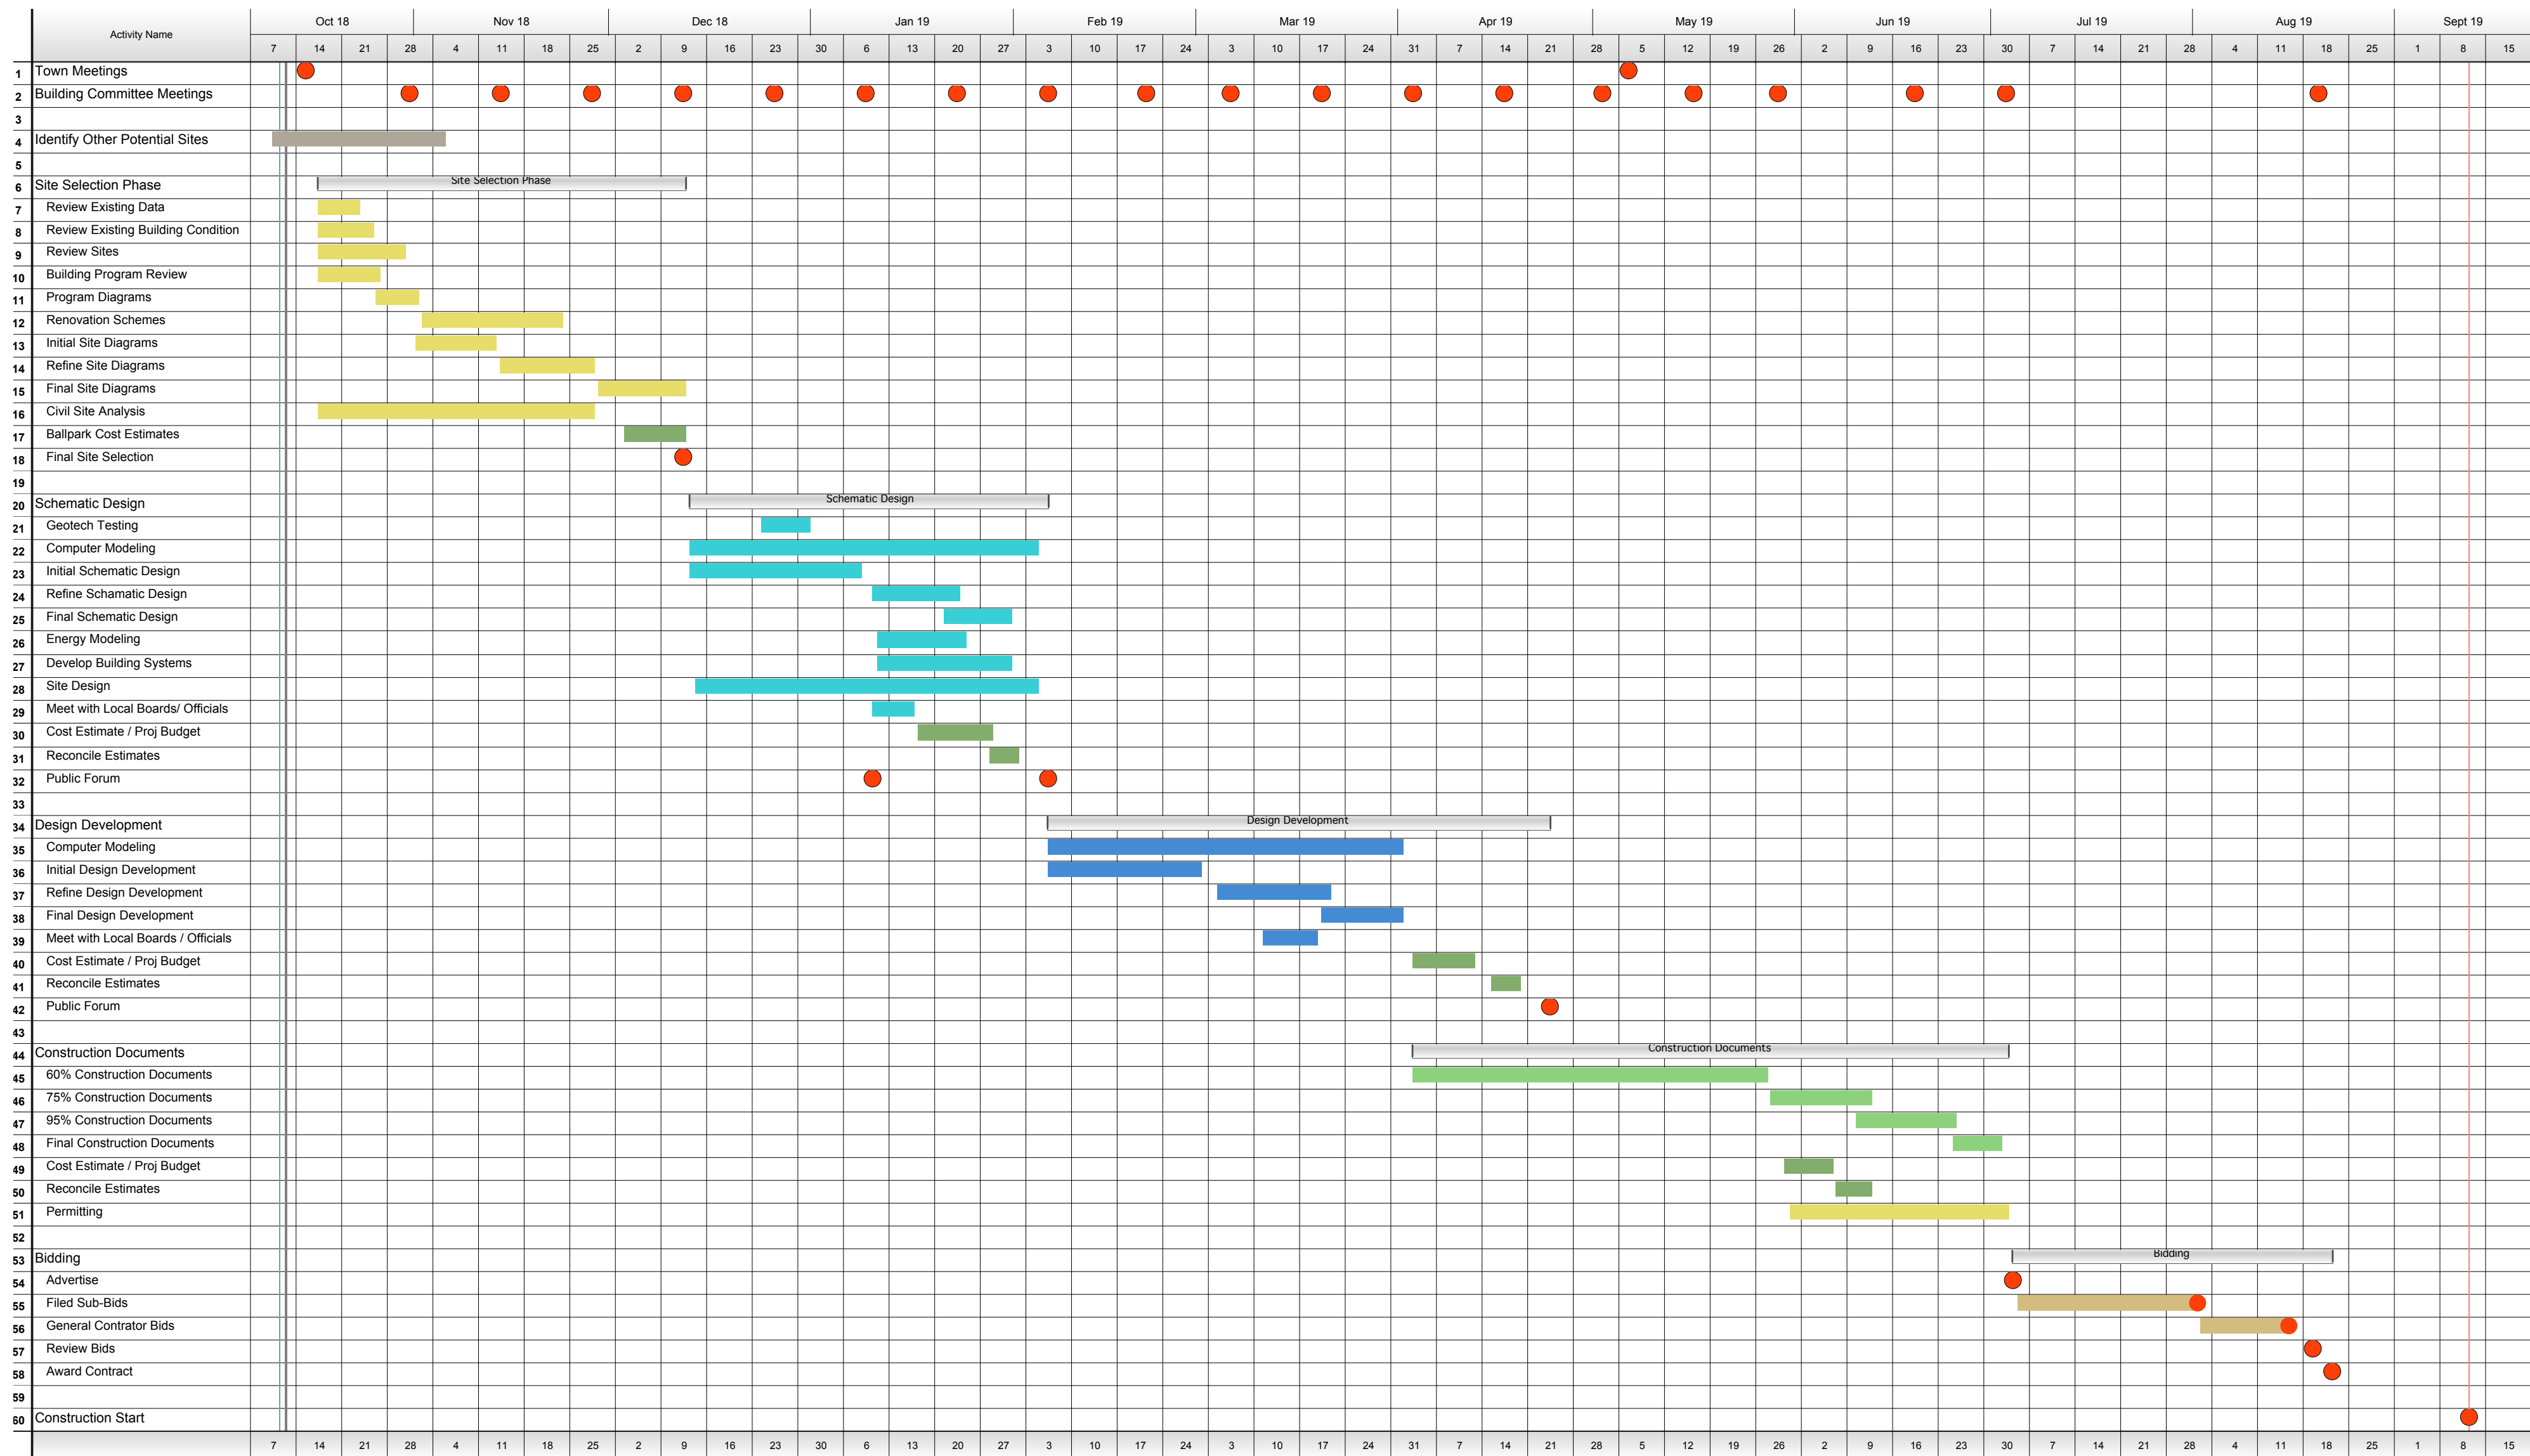 Activity Name
Oct 18 Nov 18 Dec 18 Jan 19 Feb 19 Mar 19 Apr 19 May 19 Jun 19 Jul 19 Aug 19 Sept 19
7 14 21 28 4 11 18 25 2 9 16 23 30 6 13 20 27 3 10 17 24 3 10 17 24 31 7 14 21 28 5 12 19 26 2 9 16 23 30 7 14 21 28 4 11 18 25 1 8 15
1 Town Meetings
2 Building Committee Meetings
3
4 Identify Other Potential Sites
5
6 Site Selection Phase Site Selection Phase
7 Review Existing Data
8 Review Existing Building Condition
9 Review Sites
10 Building Program Review
11 Program Diagrams
12 Renovation Schemes
13 Initial Site Diagrams
14 Refine Site Diagrams
15 Final Site Diagrams
16 Civil Site Analysis
17 Ballpark Cost Estimates
18 Final Site Selection
19
20 Schematic Design Schematic Design
21 Geotech Testing
22 Computer Modeling
23 Initial Schematic Design
24 Refine Schamatic Design
25 Final Schematic Design
26 Energy Modeling
27 Develop Building Systems
28 Site Design
29 Meet with Local Boards/ Officials
30 Cost Estimate / Proj Budget
31 Reconcile Estimates
32 Public Forum
33
34 Design Development Design Development
35 Computer Modeling
36 Initial Design Development
37 Refine Design Development
38 Final Design Development
39 Meet with Local Boards / Officials
40 Cost Estimate / Proj Budget
41 Reconcile Estimates
42 Public Forum
43
44 Construction Documents Construction Documents
45 60% Construction Documents
46 75% Construction Documents
47 95% Construction Documents
48 Final Construction Documents
49 Cost Estimate / Proj Budget
50 Reconcile Estimates
51 Permitting
52
53 Bidding Bidding
54 Advertise
55 Filed Sub-Bids
56 General Contrator Bids
57 Review Bids
58 Award Contract
59
60 Construction Start
7 14 21 28 4 11 18 25 2 9 16 23 30 6 13 20 27 3 10 17 24 3 10 17 24 31 7 14 21 28 5 12 19 26 2 9 16 23 30 7 14 21 28 4 11 18 25 1 8 15